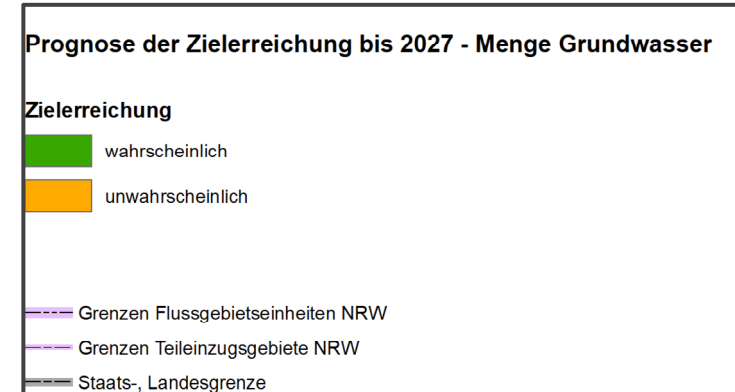 Prognose der Zielerreichung bis 2027 - Menge Grundwasser
Zielerreichung
wahrscheinlich
unwahrscheinlich
Grenzen Flussgebietseinheiten NRW
Grenzen Teileinzugsgebiete NRW
Staats-, Landesgrenze